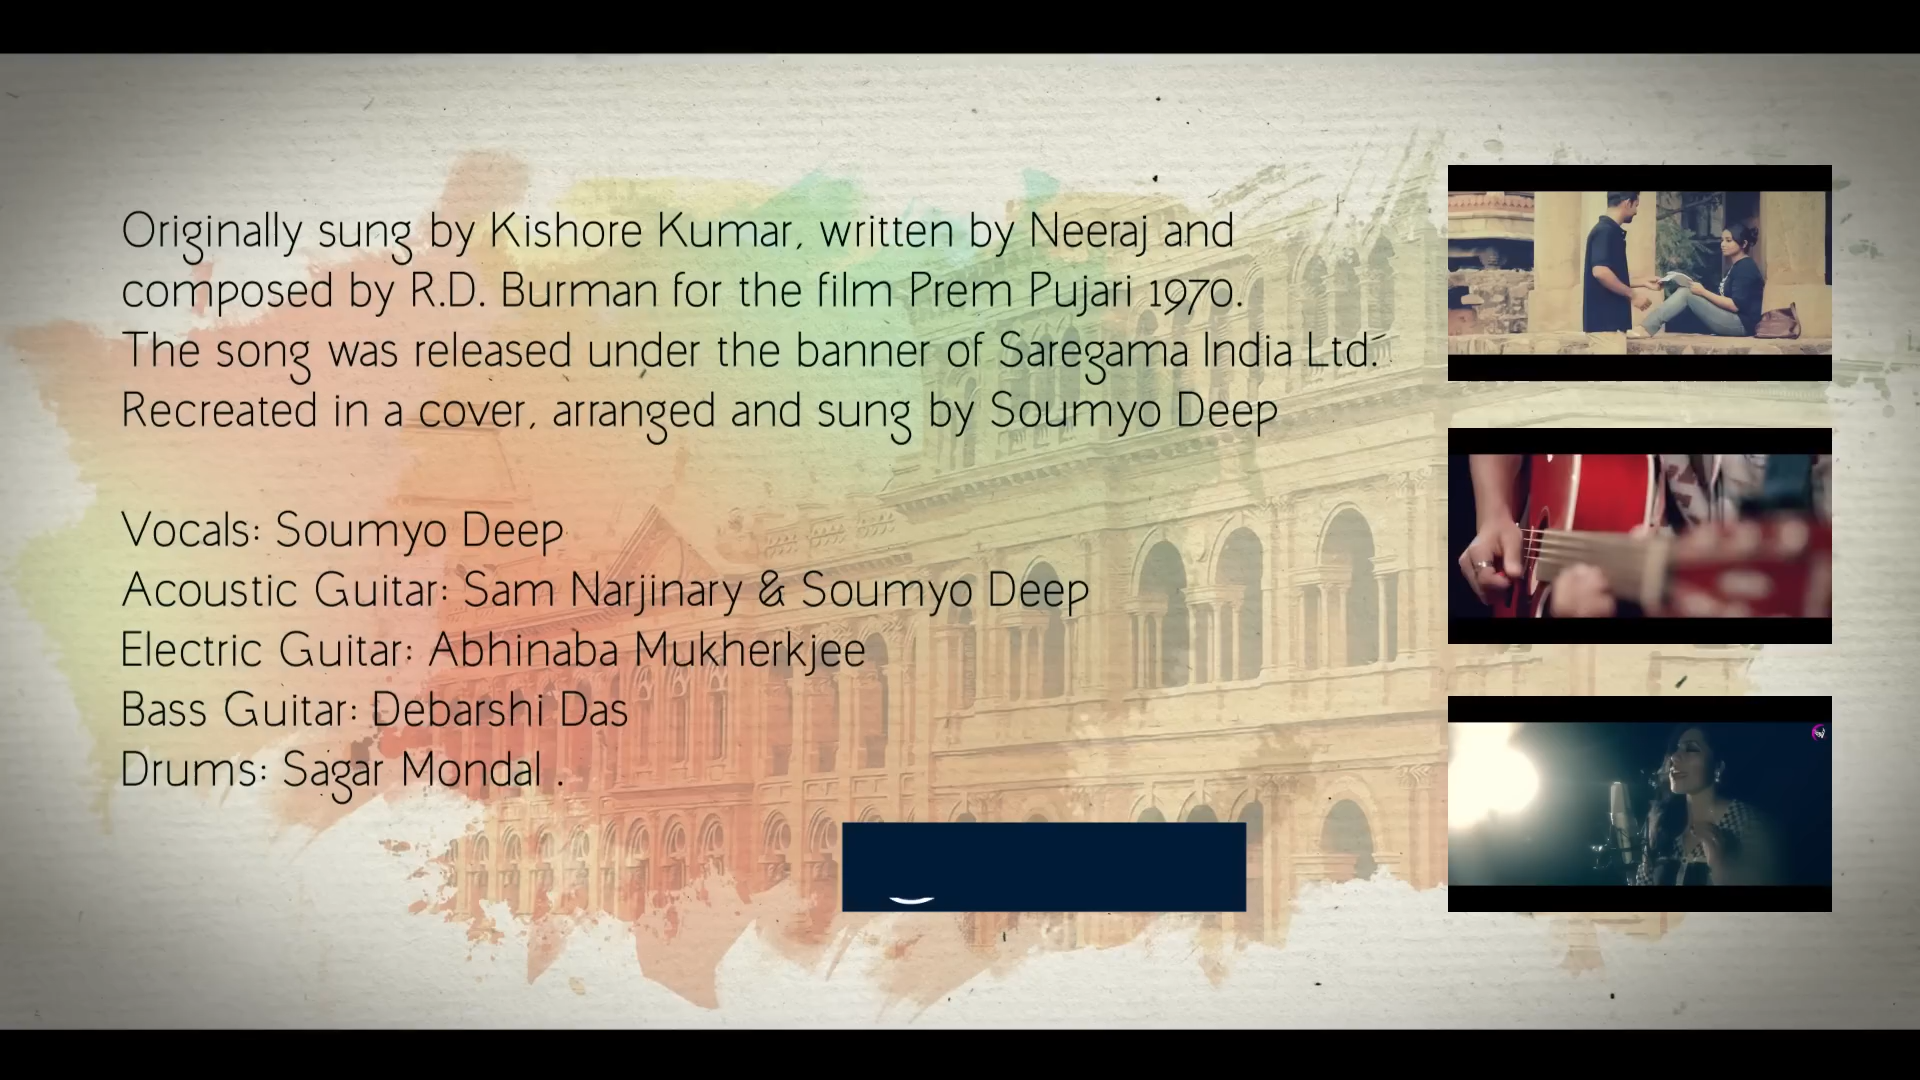 Originally sung by Kishore Kumar, written by Neeraj and
composed by R.D. Burman for the film Prem Pujari 1970.
The song was released under the banner of Saregama India Ltd.
Recreated in a cover, arranged and sung by Soumyo Deep
Vocals: Soumyo Deep
Acoustic Guitar: Sam Narjinary & Soumyo Deep
Electric Guitar: Abhinaba Mukherkjee
Bass Guitar: Debarshi Das
Drums: Sagar Mondal .